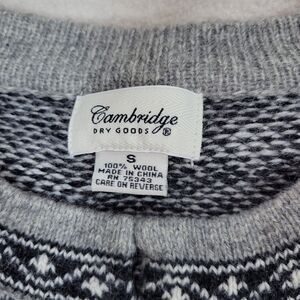 Cambridge
DRY GOODS ®
S
100% WOOL
MADE IN CHINA
RN 75343
CARE ON REVERSE